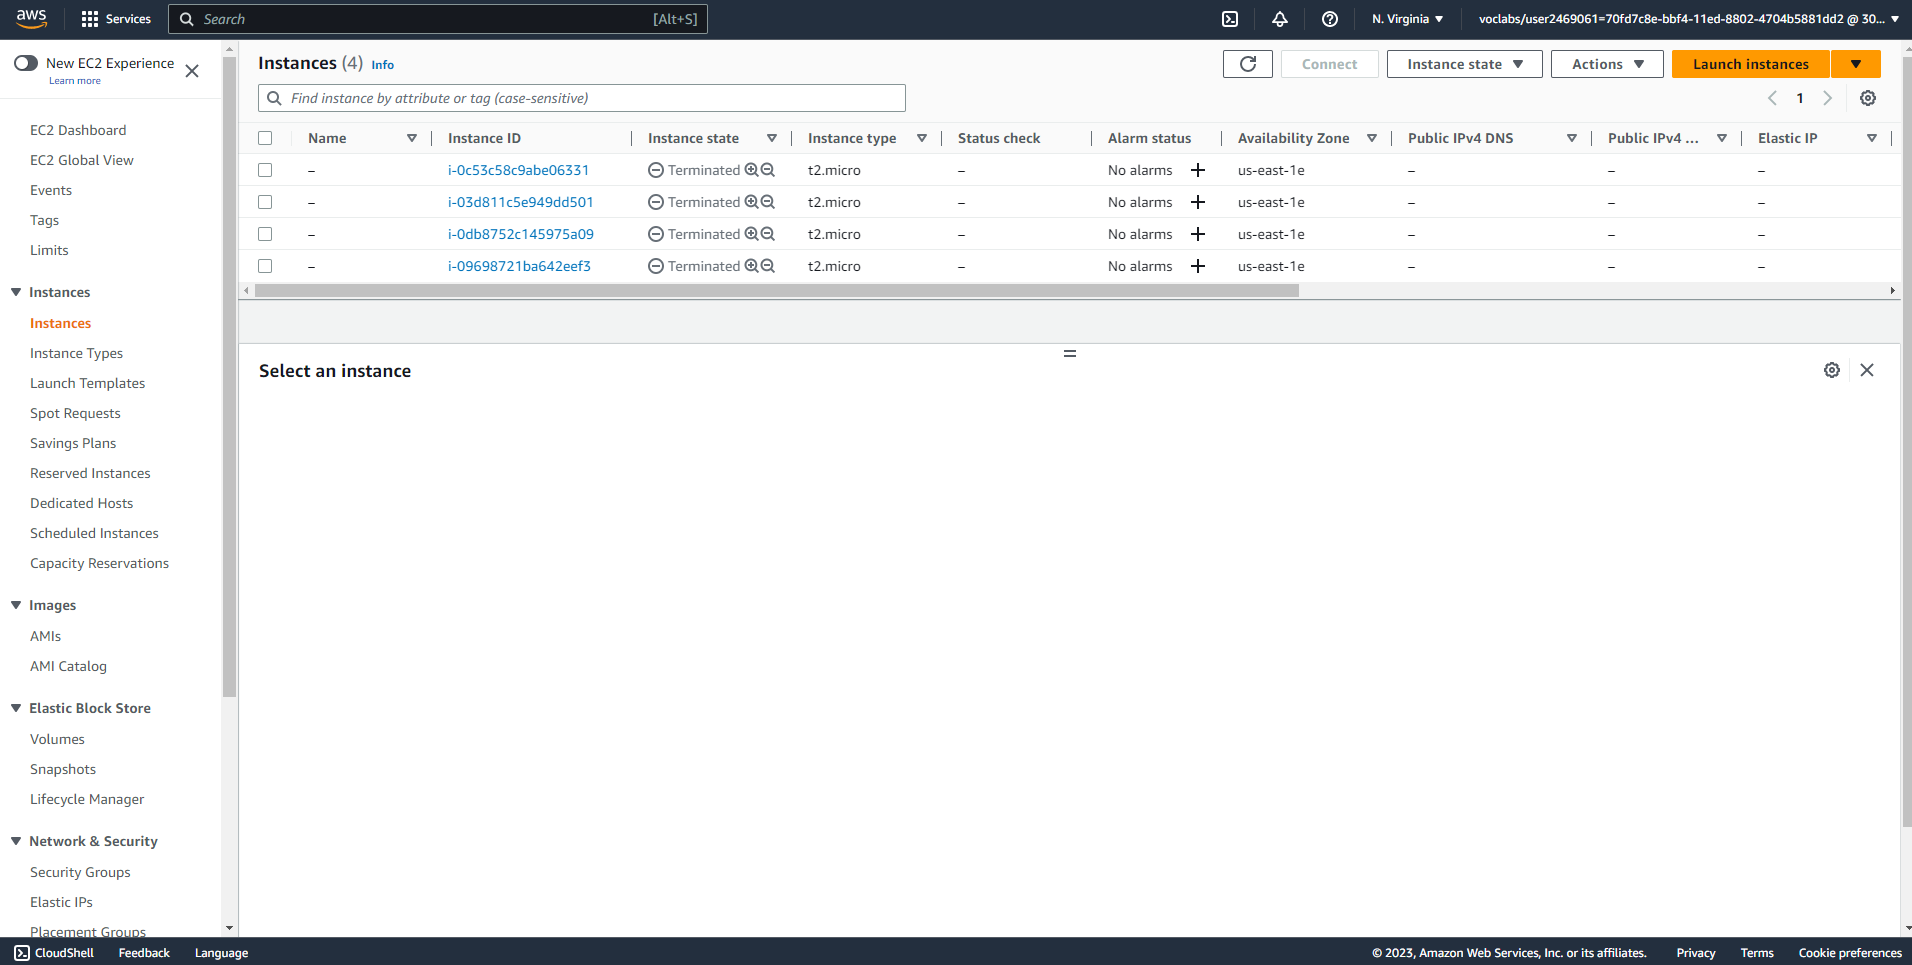 aws
Services
Search
[Alt+S]
N. Virginia
voclabs/user2469061=70fd7c8e-bbf4-11ed-8802-4704b5881dd2 @ 30...
New EC2 Experience
Learn more
EC2 Dashboard
EC2 Global View
Events
Tags
Limits
Instances
Instances
Instance Types
Launch Templates
Spot Requests
Savings Plans
Reserved Instances
Dedicated Hosts
Scheduled Instances
Capacity Reservations
Images
AMIs
AMI Catalog
Elastic Block Store
Volumes
Snapshots
Lifecycle Manager
Network & Security
Security Groups
Elastic IPs
Placement Groups
Instances (4) Info
Connect
Instance state
Actions
Launch instances
Find instance by attribute or tag (case-sensitive)
1
Name Instance ID Instance state Instance type Status check Alarm status Availability Zone Public IPv4 DNS Public IPv4 ... Elastic IP
– i-0c53c58c9abe06331 Terminated t2.micro – No alarms + us-east-1e – – –
– i-03d811c5e949dd501 Terminated t2.micro – No alarms + us-east-1e – – –
– i-0db8752c145975a09 Terminated t2.micro – No alarms + us-east-1e – – –
– i-09698721ba642eef3 Terminated t2.micro – No alarms + us-east-1e – – –
Select an instance
CloudShell
Feedback
Language
© 2023, Amazon Web Services, Inc. or its affiliates.
Privacy
Terms
Cookie preferences